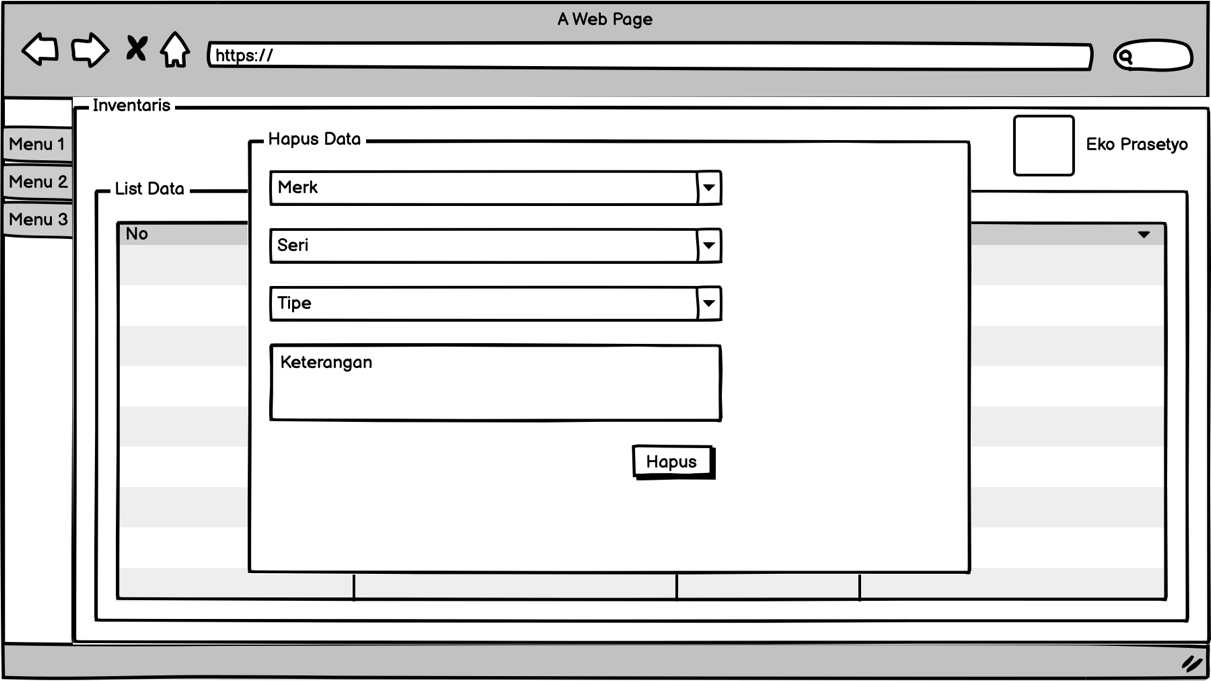 A Web Page
https://
Inventaris
Menu 1
Menu 2
Menu 3
Eko Prasetyo
List Data
No
Hapus Data
Merk
Seri
Tipe
Keterangan
Hapus